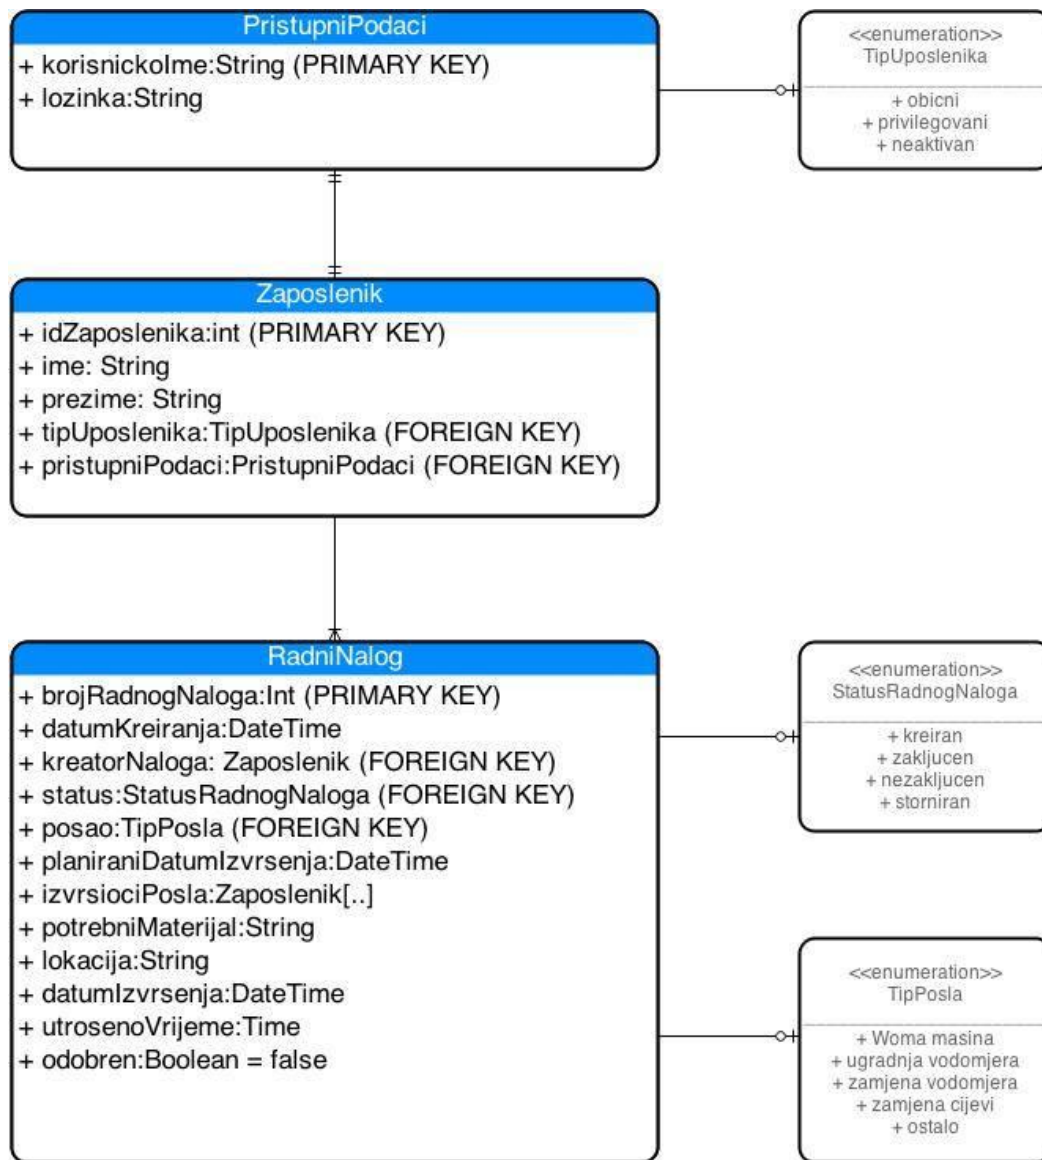 PristupniPodaci
+ korisnickoIme:String (PRIMARY KEY)
+ lozinka:String
<<enumeration>>
TipUposlenika
+ obicni
+ privilegovani
+ neaktivan
Zaposlenik
+ idZaposlenika:int (PRIMARY KEY)
+ ime: String
+ prezime: String
+ tipUposlenika:TipUposlenika (FOREIGN KEY)
+ pristupniPodaci:PristupniPodaci (FOREIGN KEY)
RadniNalog
+ brojRadnogNaloga:Int (PRIMARY KEY)
+ datumKreiranja:DateTime
+ kreatorNaloga: Zaposlenik (FOREIGN KEY)
+ status:StatusRadnogNaloga (FOREIGN KEY)
+ posao:TipPosla (FOREIGN KEY)
+ planiraniDatumIzvrsenja:DateTime
+ izvrsiociPosla:Zaposlenik[..]
+ potrebniMaterijal:String
+ lokacija:String
+ datumIzvrsenja:DateTime
+ utrosenoVrijeme:Time
+ odobren:Boolean = false
<<enumeration>>
StatusRadnogNaloga
+ kreiran
+ zakljucen
+ nezakljucen
+ storniran
<<enumeration>>
TipPosla
+ Woma masina
+ ugradnja vodomjera
+ zamjena vodomjera
+ zamjena cijevi
+ ostalo